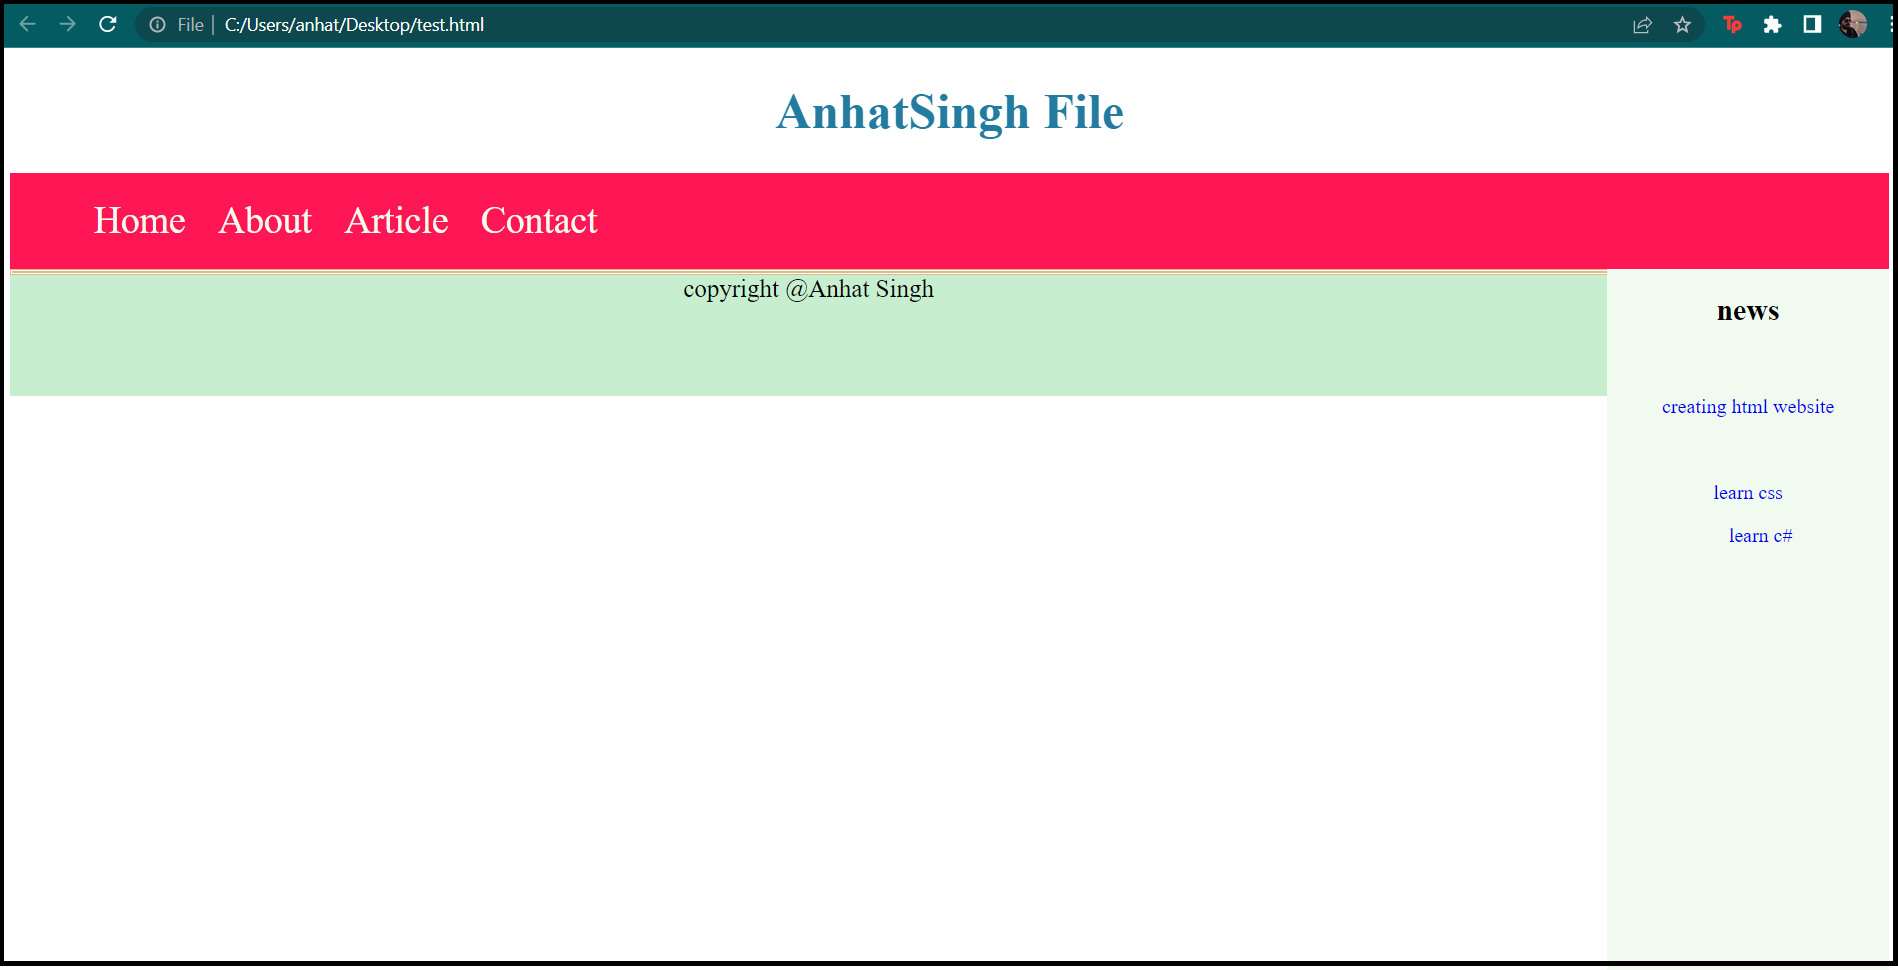 File | C:/Users/anhat/Desktop/test.html
Tp
AnhatSingh File
Home About Article Contact
copyright @Anhat Singh
news
creating html website
learn css
learn c#